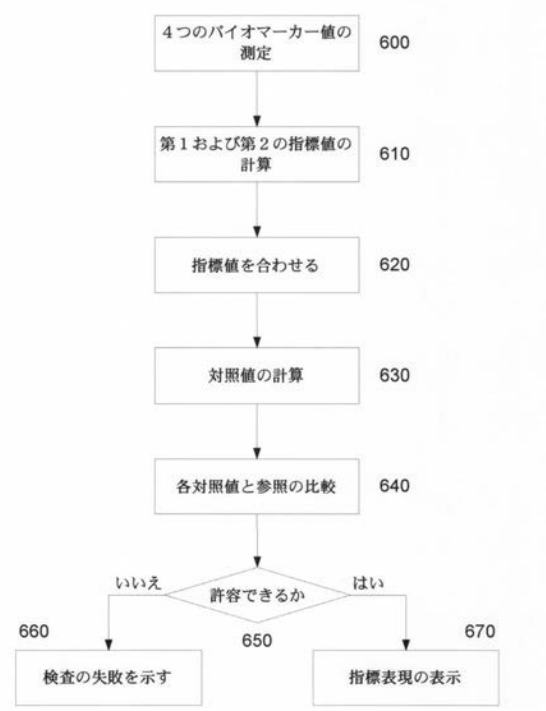 ４つのバイオマーカー値の
測定
600
第１および第２の指標値の
計算
610
指標値を合わせる
620
対照値の計算
630
各対照値と参照の比較
640
いいえ
許容できるか
はい
660
650
670
検査の失敗を示す
指標表現の表示